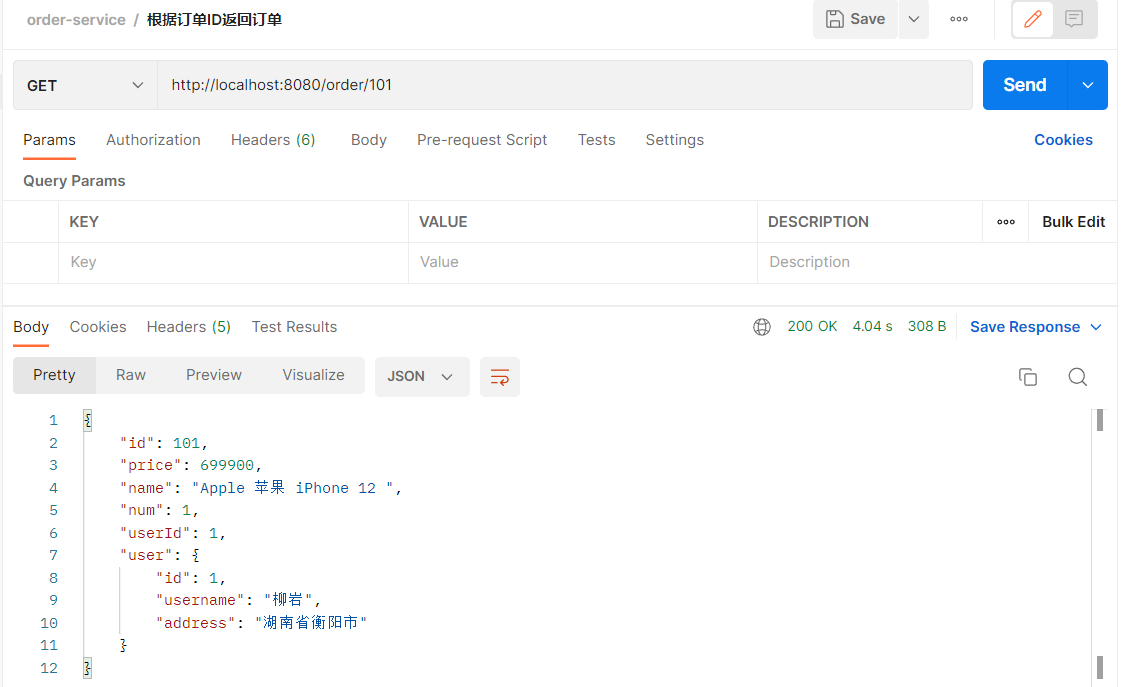 order-service / 根据订单ID返回订单 Save
GET http://localhost:8080/order/101 Send
Params Authorization Headers (6) Body Pre-request Script Tests Settings Cookies
Query Params
KEY VALUE DESCRIPTION Bulk Edit
Key Value Description
Body Cookies Headers (5) Test Results 200 OK 4.04 s 308 B Save Response
Pretty Raw Preview Visualize JSON
1 {
2 "id": 101,
3 "price": 699900,
4 "name": "Apple 苹果 iPhone 12 ",
5 "num": 1,
6 "userId": 1,
7 "user": {
8 "id": 1,
9 "username": "柳岩",
10 "address": "湖南省衡阳市"
11 }
12 }